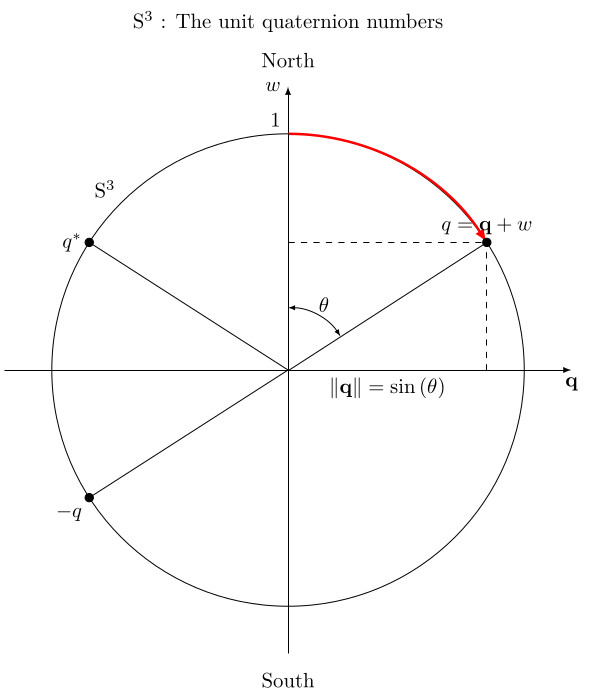 S³ : The unit quaternion numbers
North
w
1
S³
q = q + w
q*
θ
‖q‖ = sin (θ)
q
−q
South